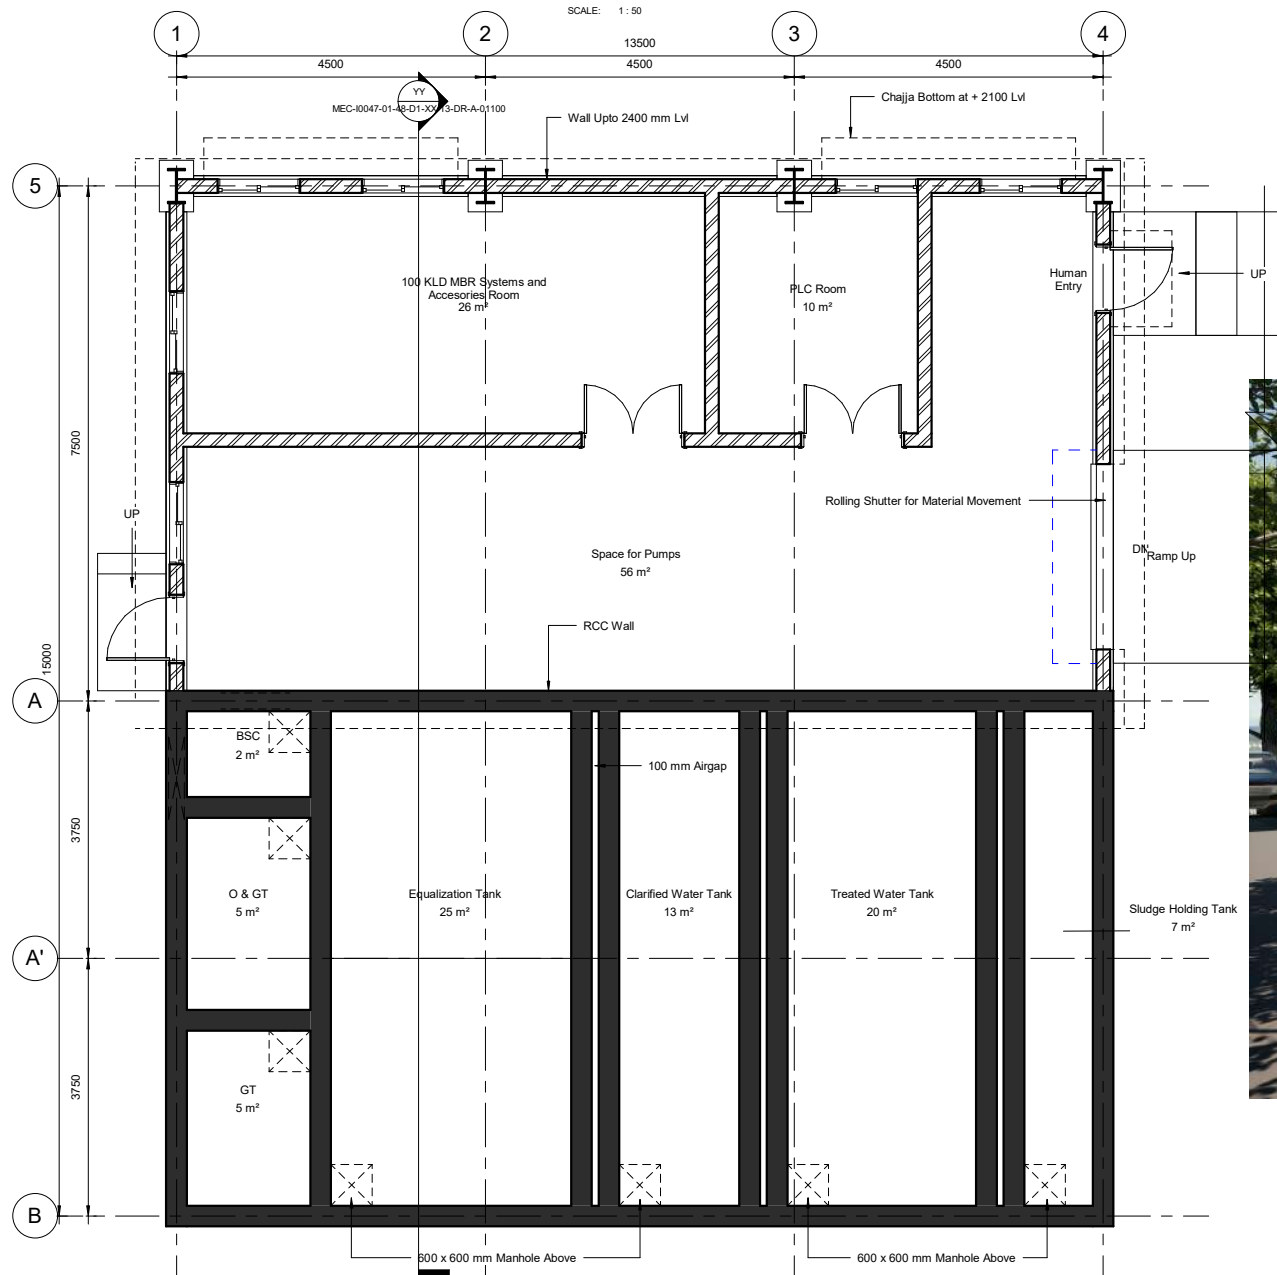 SCALE: 1 : 50
1
2
3
4
13500
4500
4500
4500
YY
MEC-I0047-01-48-D1-XX-13-DR-A-01100
Chajja Bottom at + 2100 Lvl
Wall Upto 2400 mm Lvl
5
100 KLD MBR Systems and
Accesories Room
26 m²
PLC Room
10 m²
Human
Entry
UP
7500
Rolling Shutter for Material Movement
UP
Space for Pumps
56 m²
Ramp Up
RCC Wall
15000
A
BSC
2 m²
100 mm Airgap
3750
O & GT
5 m²
Equalization Tank
25 m²
Clarified Water Tank
13 m²
Treated Water Tank
20 m²
Sludge Holding Tank
7 m²
A'
3750
GT
5 m²
B
600 x 600 mm Manhole Above
600 x 600 mm Manhole Above